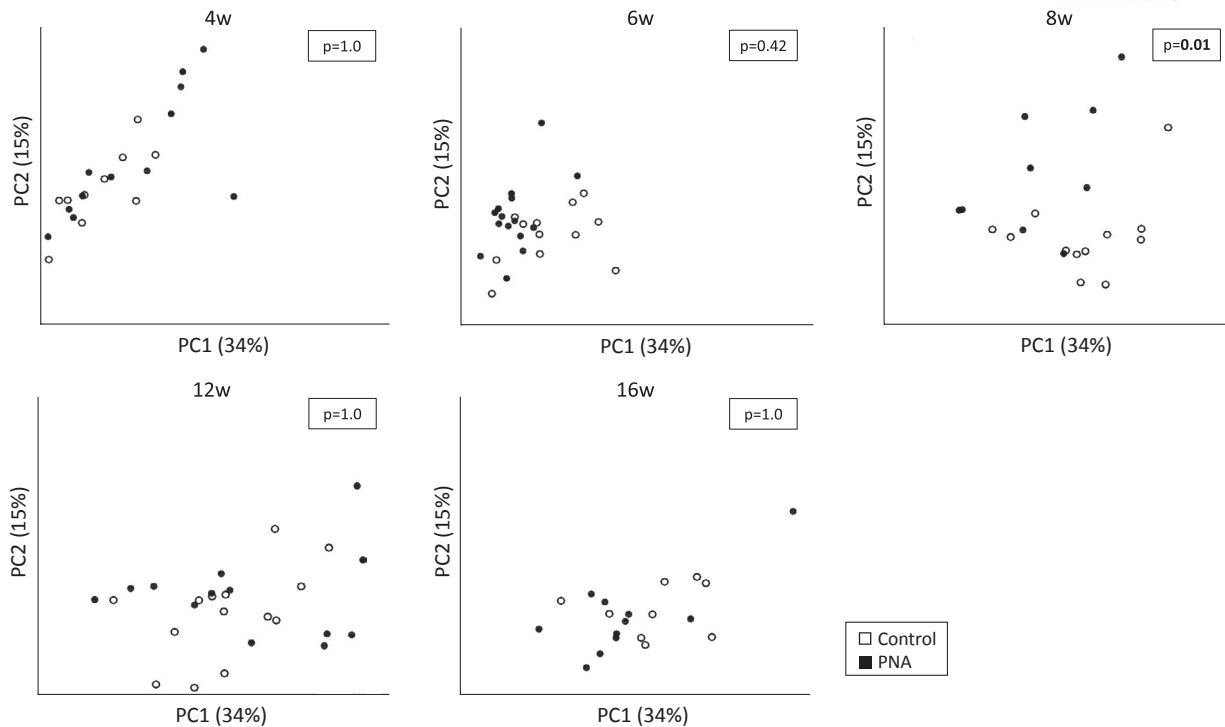 4w
p=1.0
PC2 (15%)
PC1 (34%)
6w
p=0.42
PC2 (15%)
PC1 (34%)
8w
p=0.01
PC2 (15%)
PC1 (34%)
12w
p=1.0
PC2 (15%)
PC1 (34%)
16w
p=1.0
PC2 (15%)
PC1 (34%)
Control
PNA